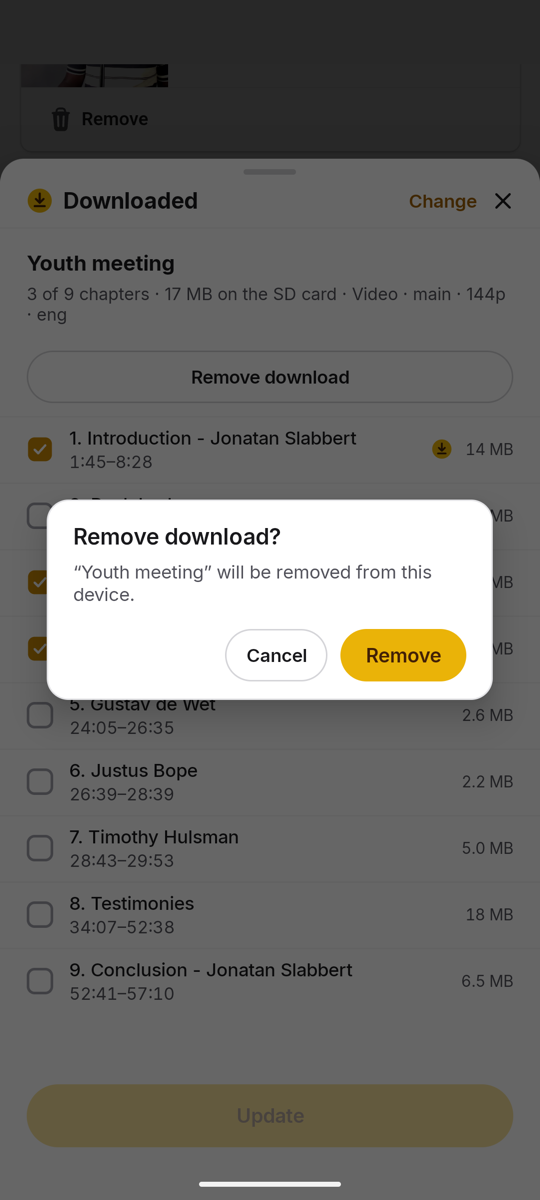 Remove
Downloaded
Change
Youth meeting
3 of 9 chapters · 17 MB on the SD card · Video · main · 144p
· eng
Remove download
1. Introduction - Jonatan Slabbert
14 MB
1:45–8:28
MB
Remove download?
“Youth meeting” will be removed from this
device.
MB
Cancel
Remove
MB
5. Gustav de Wet
24:05–26:35
2.6 MB
6. Justus Bope
26:39–28:39
2.2 MB
7. Timothy Hulsman
28:43–29:53
5.0 MB
8. Testimonies
34:07–52:38
18 MB
9. Conclusion - Jonatan Slabbert
52:41–57:10
6.5 MB
Update